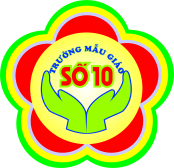 TRƯỜNG MẪU GIÁO
SỐ 10